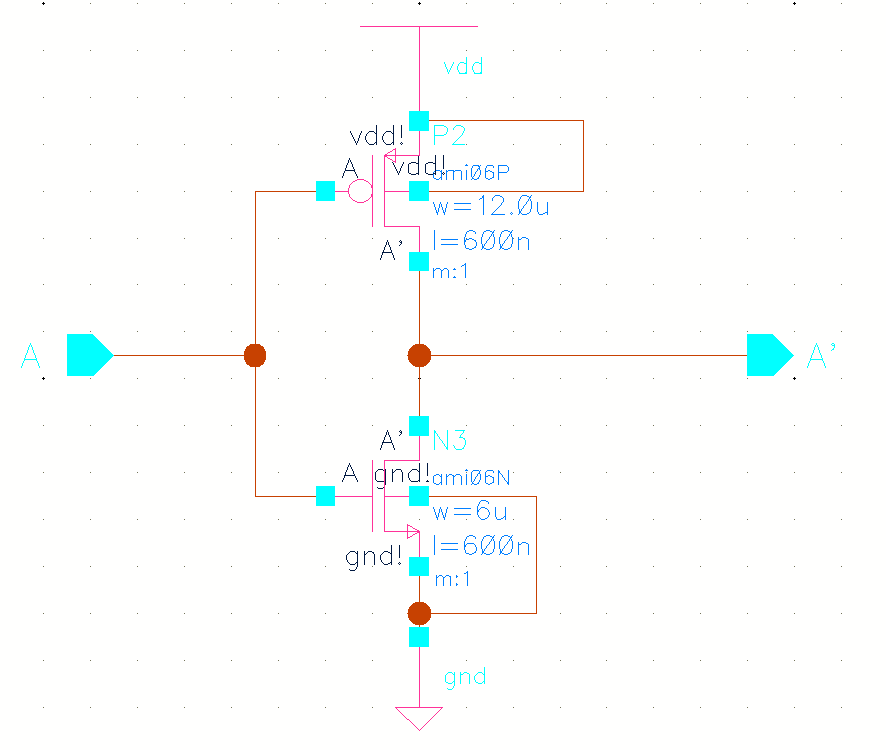 vdd
vdd!
P2
A
vdd!
ami06P
w=12.0u
l=600n
A'
m:1
A
A'
A'
N3
A
gnd!
ami06N
w=6u
l=600n
gnd!
m:1
gnd